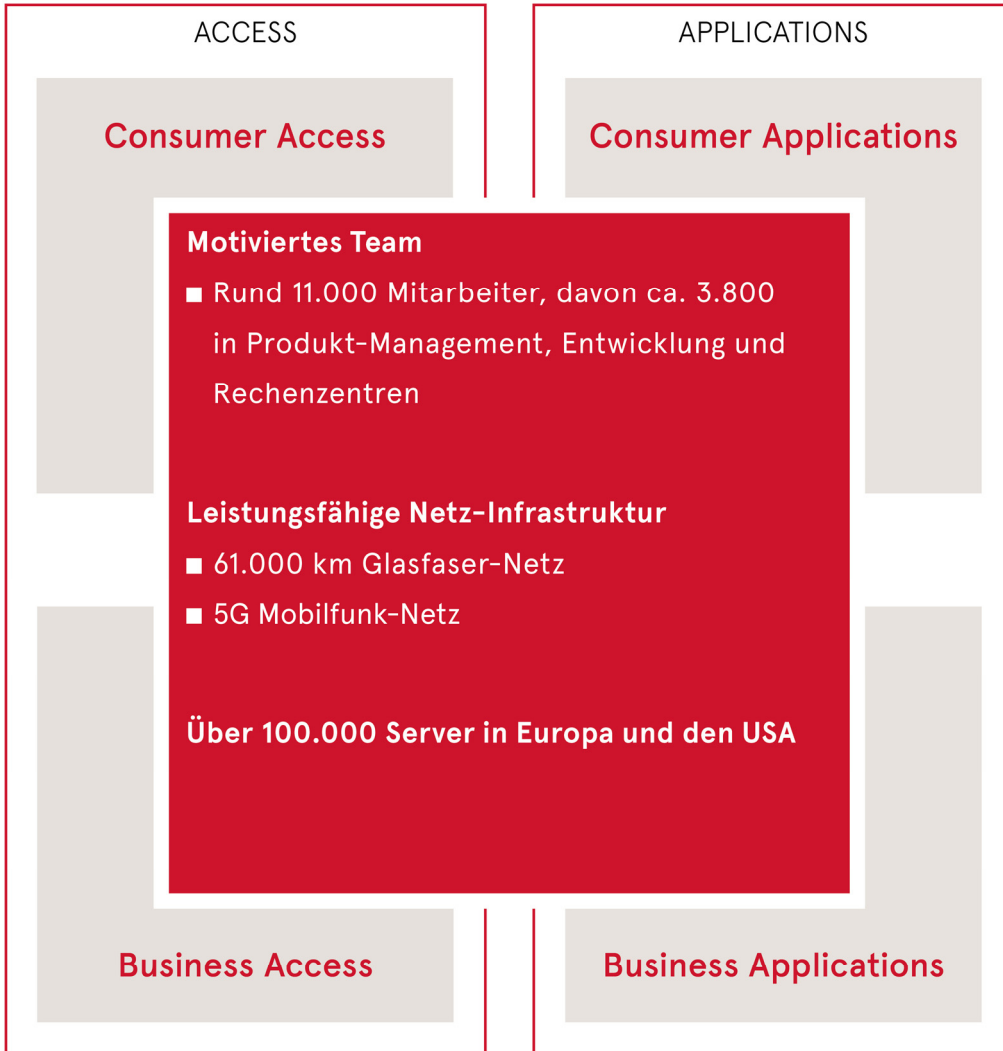 ACCESS
APPLICATIONS
Consumer Access
Consumer Applications
Motiviertes Team
■ Rund 11.000 Mitarbeiter, davon ca. 3.800
in Produkt-Management, Entwicklung und
Rechenzentren
Leistungsfähige Netz-Infrastruktur
■ 61.000 km Glasfaser-Netz
■ 5G Mobilfunk-Netz
Über 100.000 Server in Europa und den USA
Business Access
Business Applications